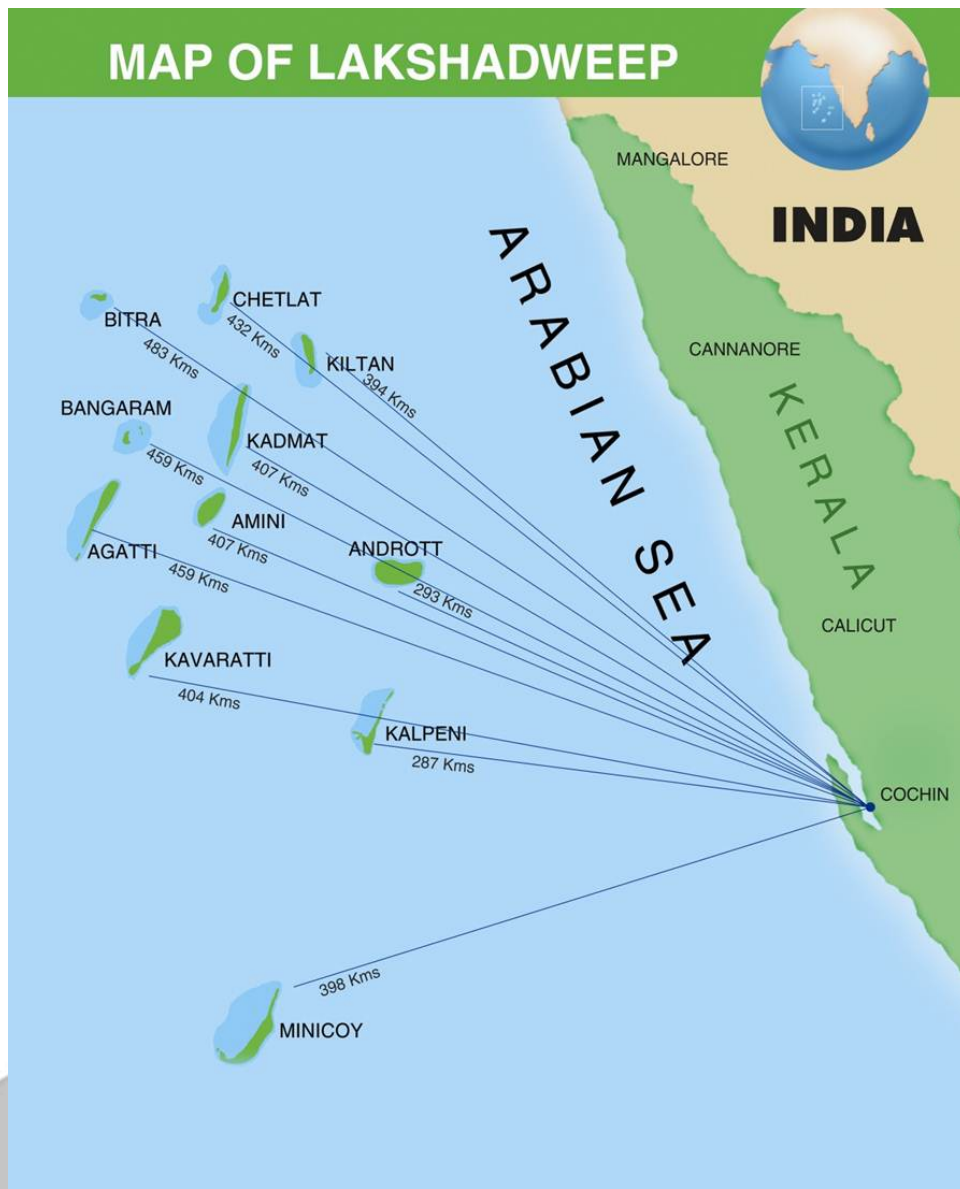 MAP OF LAKSHADWEEP
MANGALORE
INDIA
ARABIAN SEA
CHETLAT
BITRA
432 Kms
483 Kms
KILTAN
394 Kms
CANNANORE
KERALA
BANGARAM
KADMAT
459 Kms
407 Kms
AMINI
407 Kms
AGATTI
459 Kms
ANDROTT
293 Kms
CALICUT
KAVARATTI
404 Kms
KALPENI
287 Kms
COCHIN
398 Kms
MINICOY